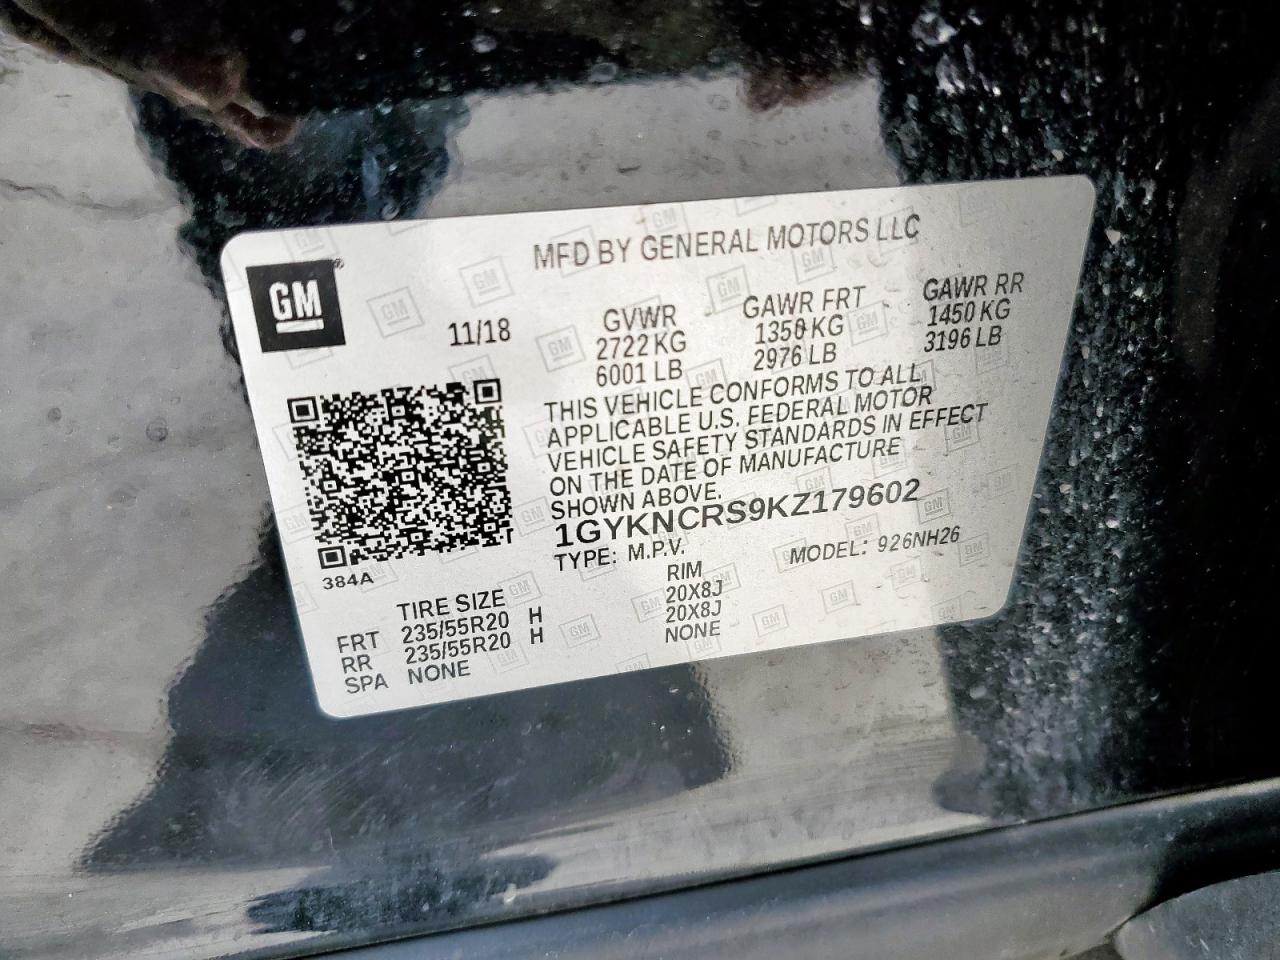 MFD BY GENERAL MOTORS LLC
GM
11/18
GVWR GAWR FRT GAWR RR
2722 KG 1350 KG 1450 KG
6001 LB 2976 LB 3196 LB
THIS VEHICLE CONFORMS TO ALL
APPLICABLE U.S. FEDERAL MOTOR
VEHICLE SAFETY STANDARDS IN EFFECT
ON THE DATE OF MANUFACTURE
SHOWN ABOVE.
1GYKNCRS9KZ179602
TYPE: M.P.V. MODEL: 926NH26
384A
TIRE SIZE RIM
FRT 235/55R20 H 20X8J
RR 235/55R20 H 20X8J
SPA NONE NONE